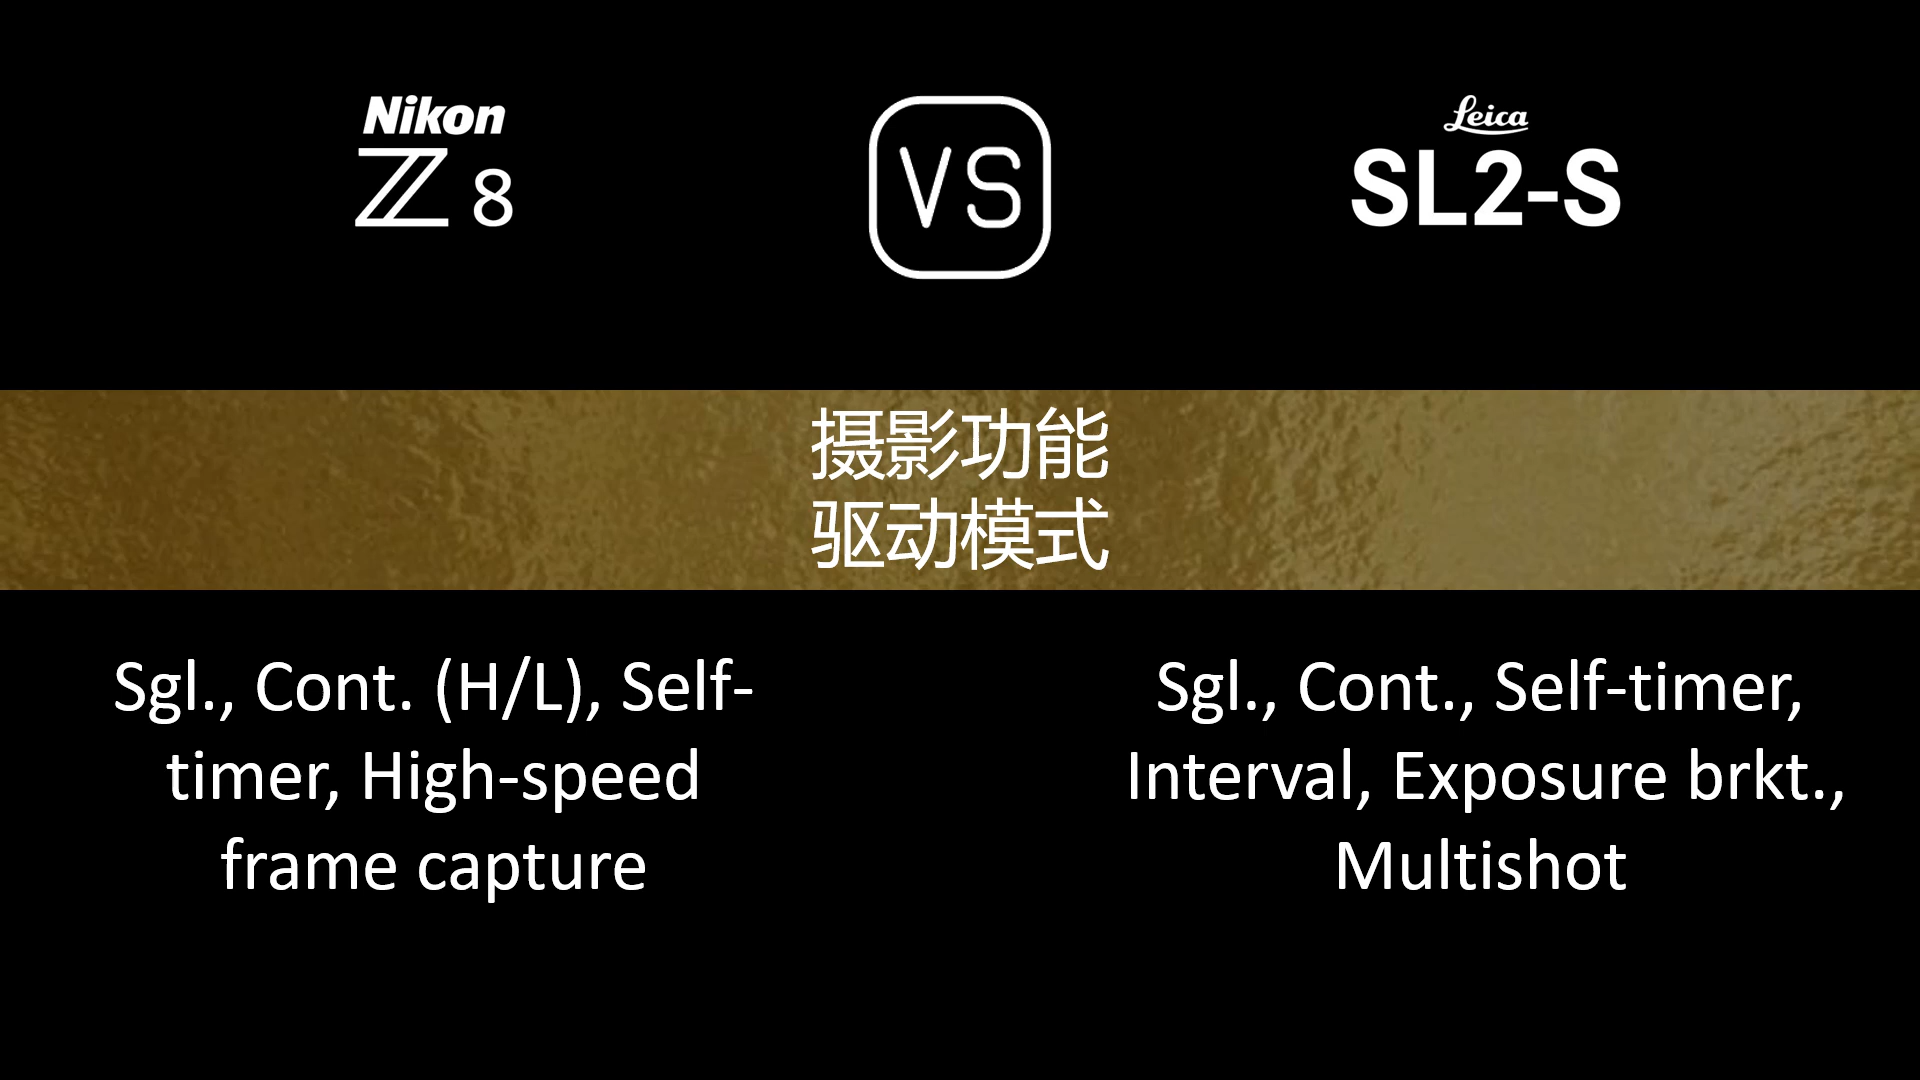 Nikon
Z 8
VS
Leica
SL2-S
摄影功能
驱动模式
Sgl., Cont. (H/L), Self-
timer, High-speed
frame capture
Sgl., Cont., Self-timer,
Interval, Exposure brkt.,
Multishot